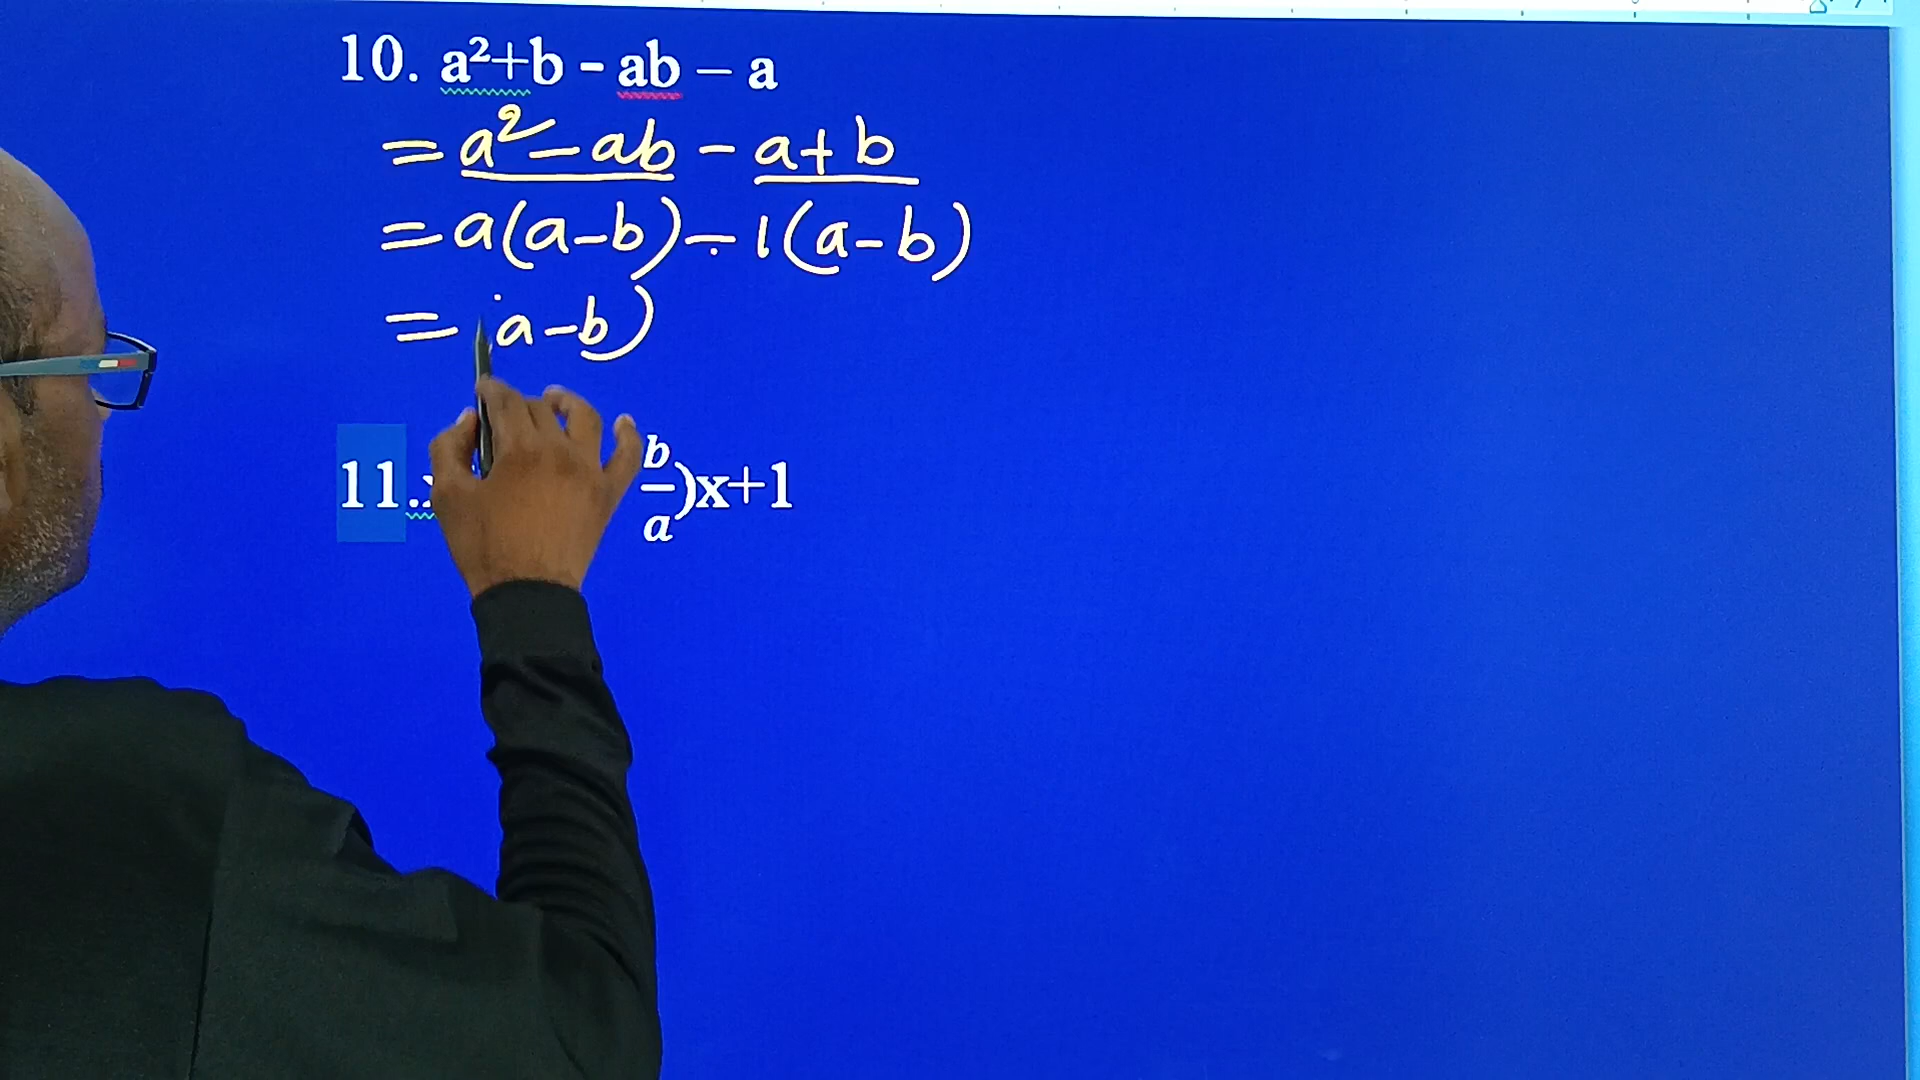 10. a²+b - ab – a
= a² – ab – a + b
= a(a-b) – 1(a-b)
= a-b)
11. b/a)x+1